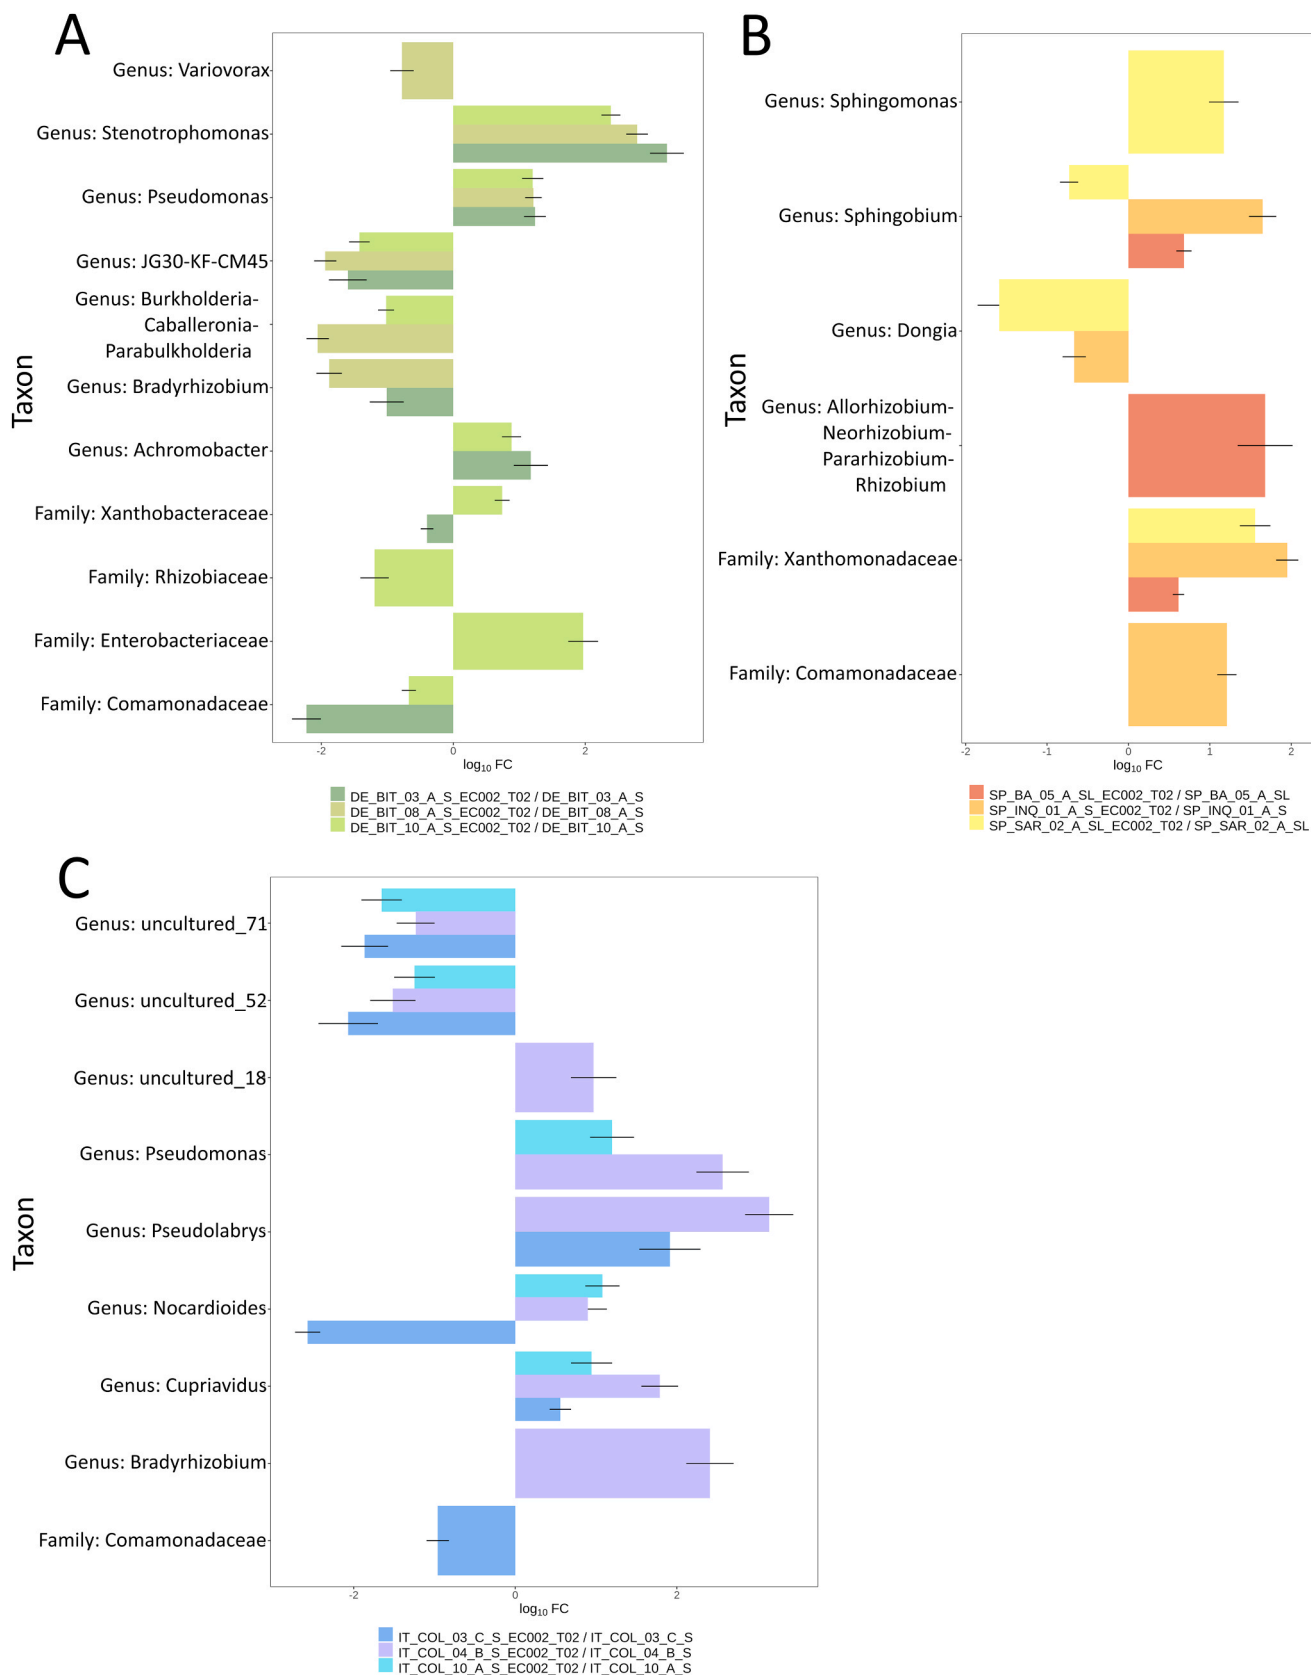 A
Genus: Variovorax
Genus: Stenotrophomonas
Genus: Pseudomonas
Genus: JG30-KF-CM45
Genus: Burkholderia-
Caballeronia-
Parabulkholderia
Genus: Bradyrhizobium
Genus: Achromobacter
Family: Xanthobacteraceae
Family: Rhizobiaceae
Family: Enterobacteriaceae
Family: Comamonadaceae
Taxon
-2 0 2
log10 FC
DE_BIT_03_A_S_EC002_T02 / DE_BIT_03_A_S
DE_BIT_08_A_S_EC002_T02 / DE_BIT_08_A_S
DE_BIT_10_A_S_EC002_T02 / DE_BIT_10_A_S
B
Genus: Sphingomonas
Genus: Sphingobium
Genus: Dongia
Genus: Allorhizobium-
Neorhizobium-
Pararhizobium-
Rhizobium
Family: Xanthomonadaceae
Family: Comamonadaceae
Taxon
-2 -1 0 1 2
log10 FC
SP_BA_05_A_SL_EC002_T02 / SP_BA_05_A_SL
SP_INQ_01_A_S_EC002_T02 / SP_INQ_01_A_S
SP_SAR_02_A_SL_EC002_T02 / SP_SAR_02_A_SL
C
Genus: uncultured_71
Genus: uncultured_52
Genus: uncultured_18
Genus: Pseudomonas
Genus: Pseudolabrys
Genus: Nocardioides
Genus: Cupriavidus
Genus: Bradyrhizobium
Family: Comamonadaceae
Taxon
-2 0 2
log10 FC
IT_COL_03_C_S_EC002_T02 / IT_COL_03_C_S
IT_COL_04_B_S_EC002_T02 / IT_COL_04_B_S
IT_COL_10_A_S_EC002_T02 / IT_COL_10_A_S